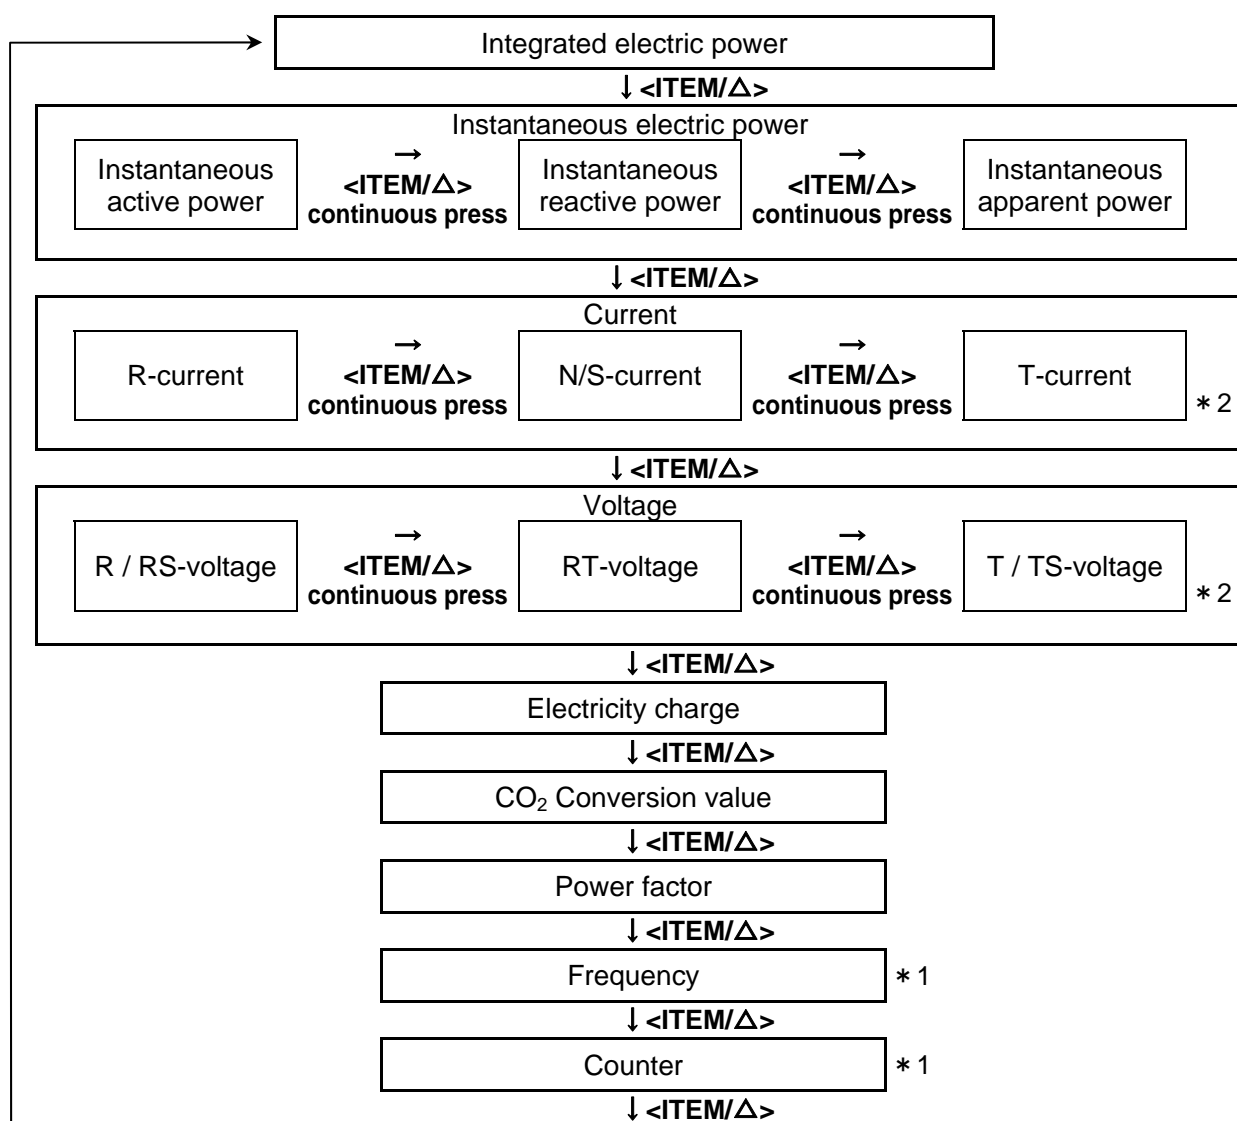 Integrated electric power
↓<ITEM/△>
Instantaneous electric power
Instantaneous
active power
→
<ITEM/△>
continuous press
Instantaneous
reactive power
→
<ITEM/△>
continuous press
Instantaneous
apparent power
↓<ITEM/△>
Current
R-current
→
<ITEM/△>
continuous press
N/S-current
→
<ITEM/△>
continuous press
T-current
*2
↓<ITEM/△>
Voltage
R / RS-voltage
→
<ITEM/△>
continuous press
RT-voltage
→
<ITEM/△>
continuous press
T / TS-voltage
*2
↓<ITEM/△>
Electricity charge
↓<ITEM/△>
CO₂ Conversion value
↓<ITEM/△>
Power factor
↓<ITEM/△>
Frequency *1
↓<ITEM/△>
Counter *1
↓<ITEM/△>